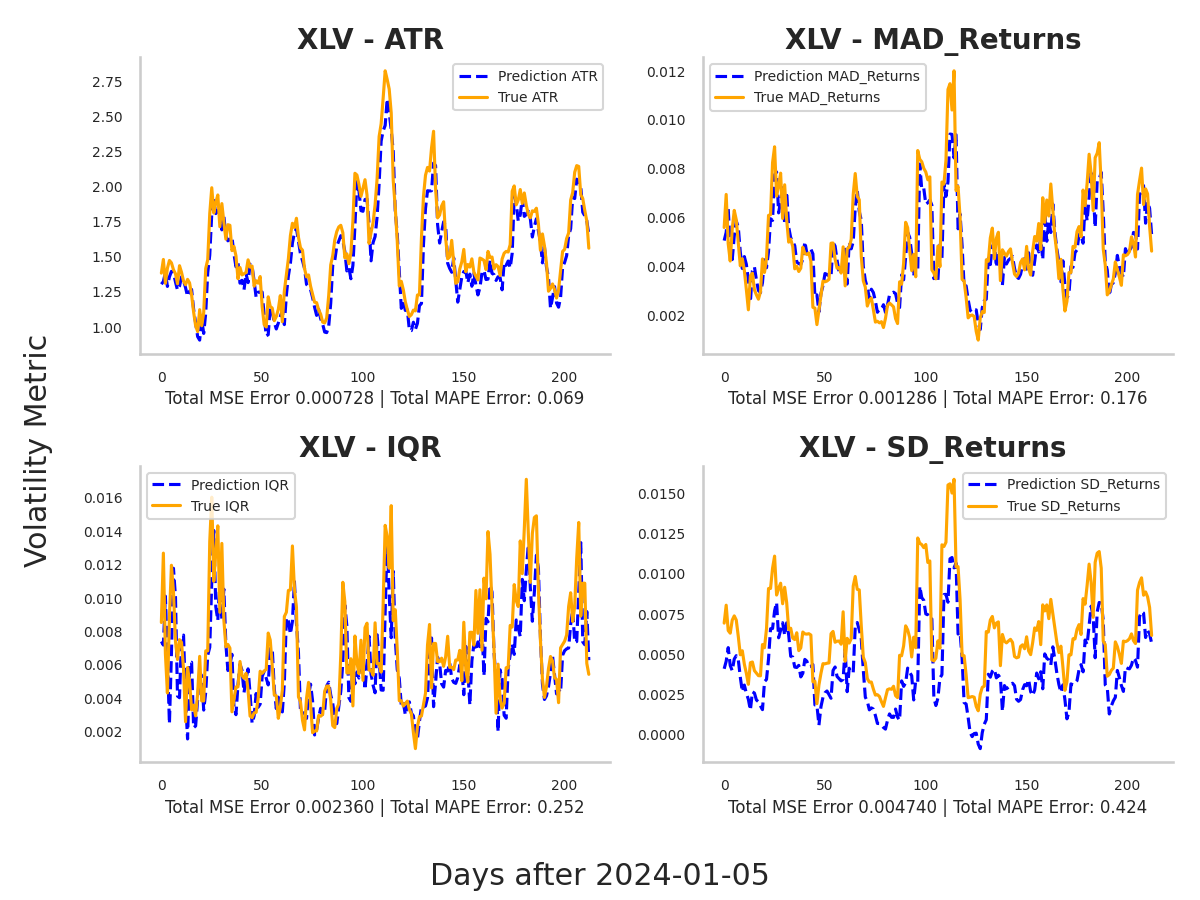 XLV - ATR
2.75
2.50
2.25
2.00
1.75
1.50
1.25
1.00
Prediction ATR
True ATR
0 50 100 150 200
Total MSE Error 0.000728 | Total MAPE Error: 0.069
XLV - MAD_Returns
0.012
0.010
0.008
0.006
0.004
0.002
Prediction MAD_Returns
True MAD_Returns
0 50 100 150 200
Total MSE Error 0.001286 | Total MAPE Error: 0.176
Volatility Metric
XLV - IQR
0.016
0.014
0.012
0.010
0.008
0.006
0.004
0.002
Prediction IQR
True IQR
0 50 100 150 200
Total MSE Error 0.002360 | Total MAPE Error: 0.252
XLV - SD_Returns
0.0150
0.0125
0.0100
0.0075
0.0050
0.0025
0.0000
Prediction SD_Returns
True SD_Returns
0 50 100 150 200
Total MSE Error 0.004740 | Total MAPE Error: 0.424
Days after 2024-01-05